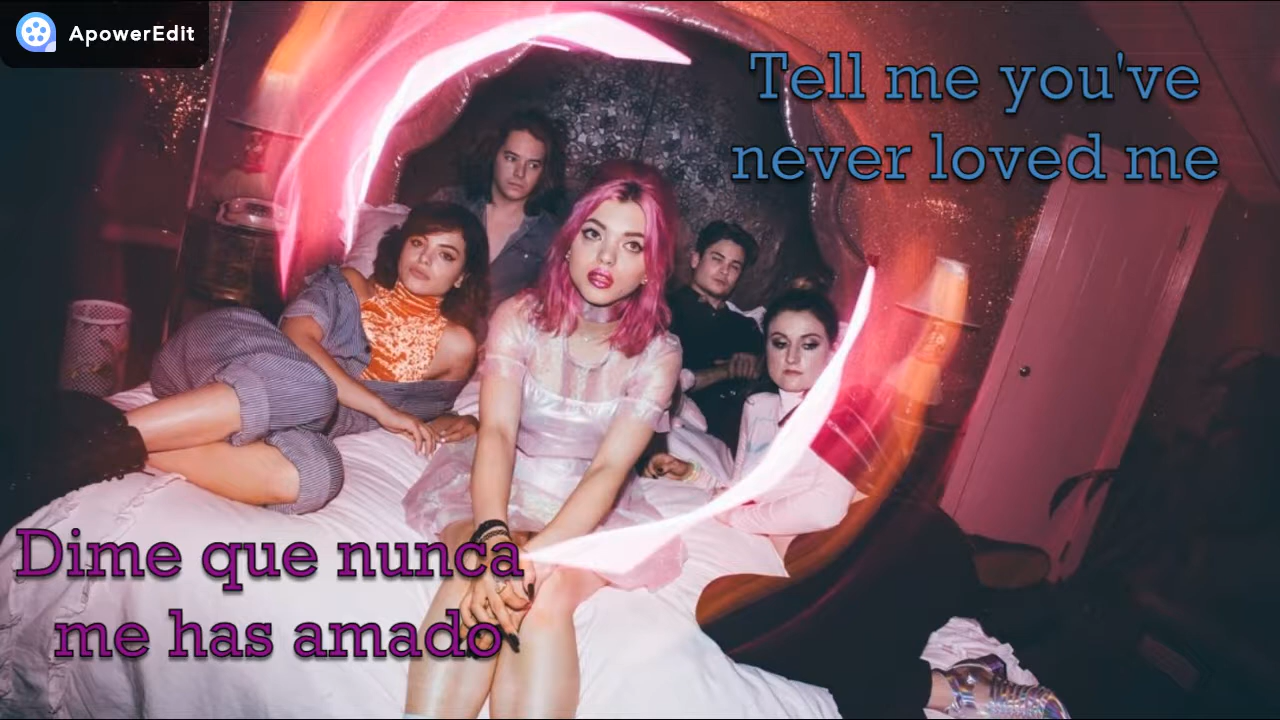 ApowerEdit
Tell me you've
never loved me
Dime que nunca
me has amado